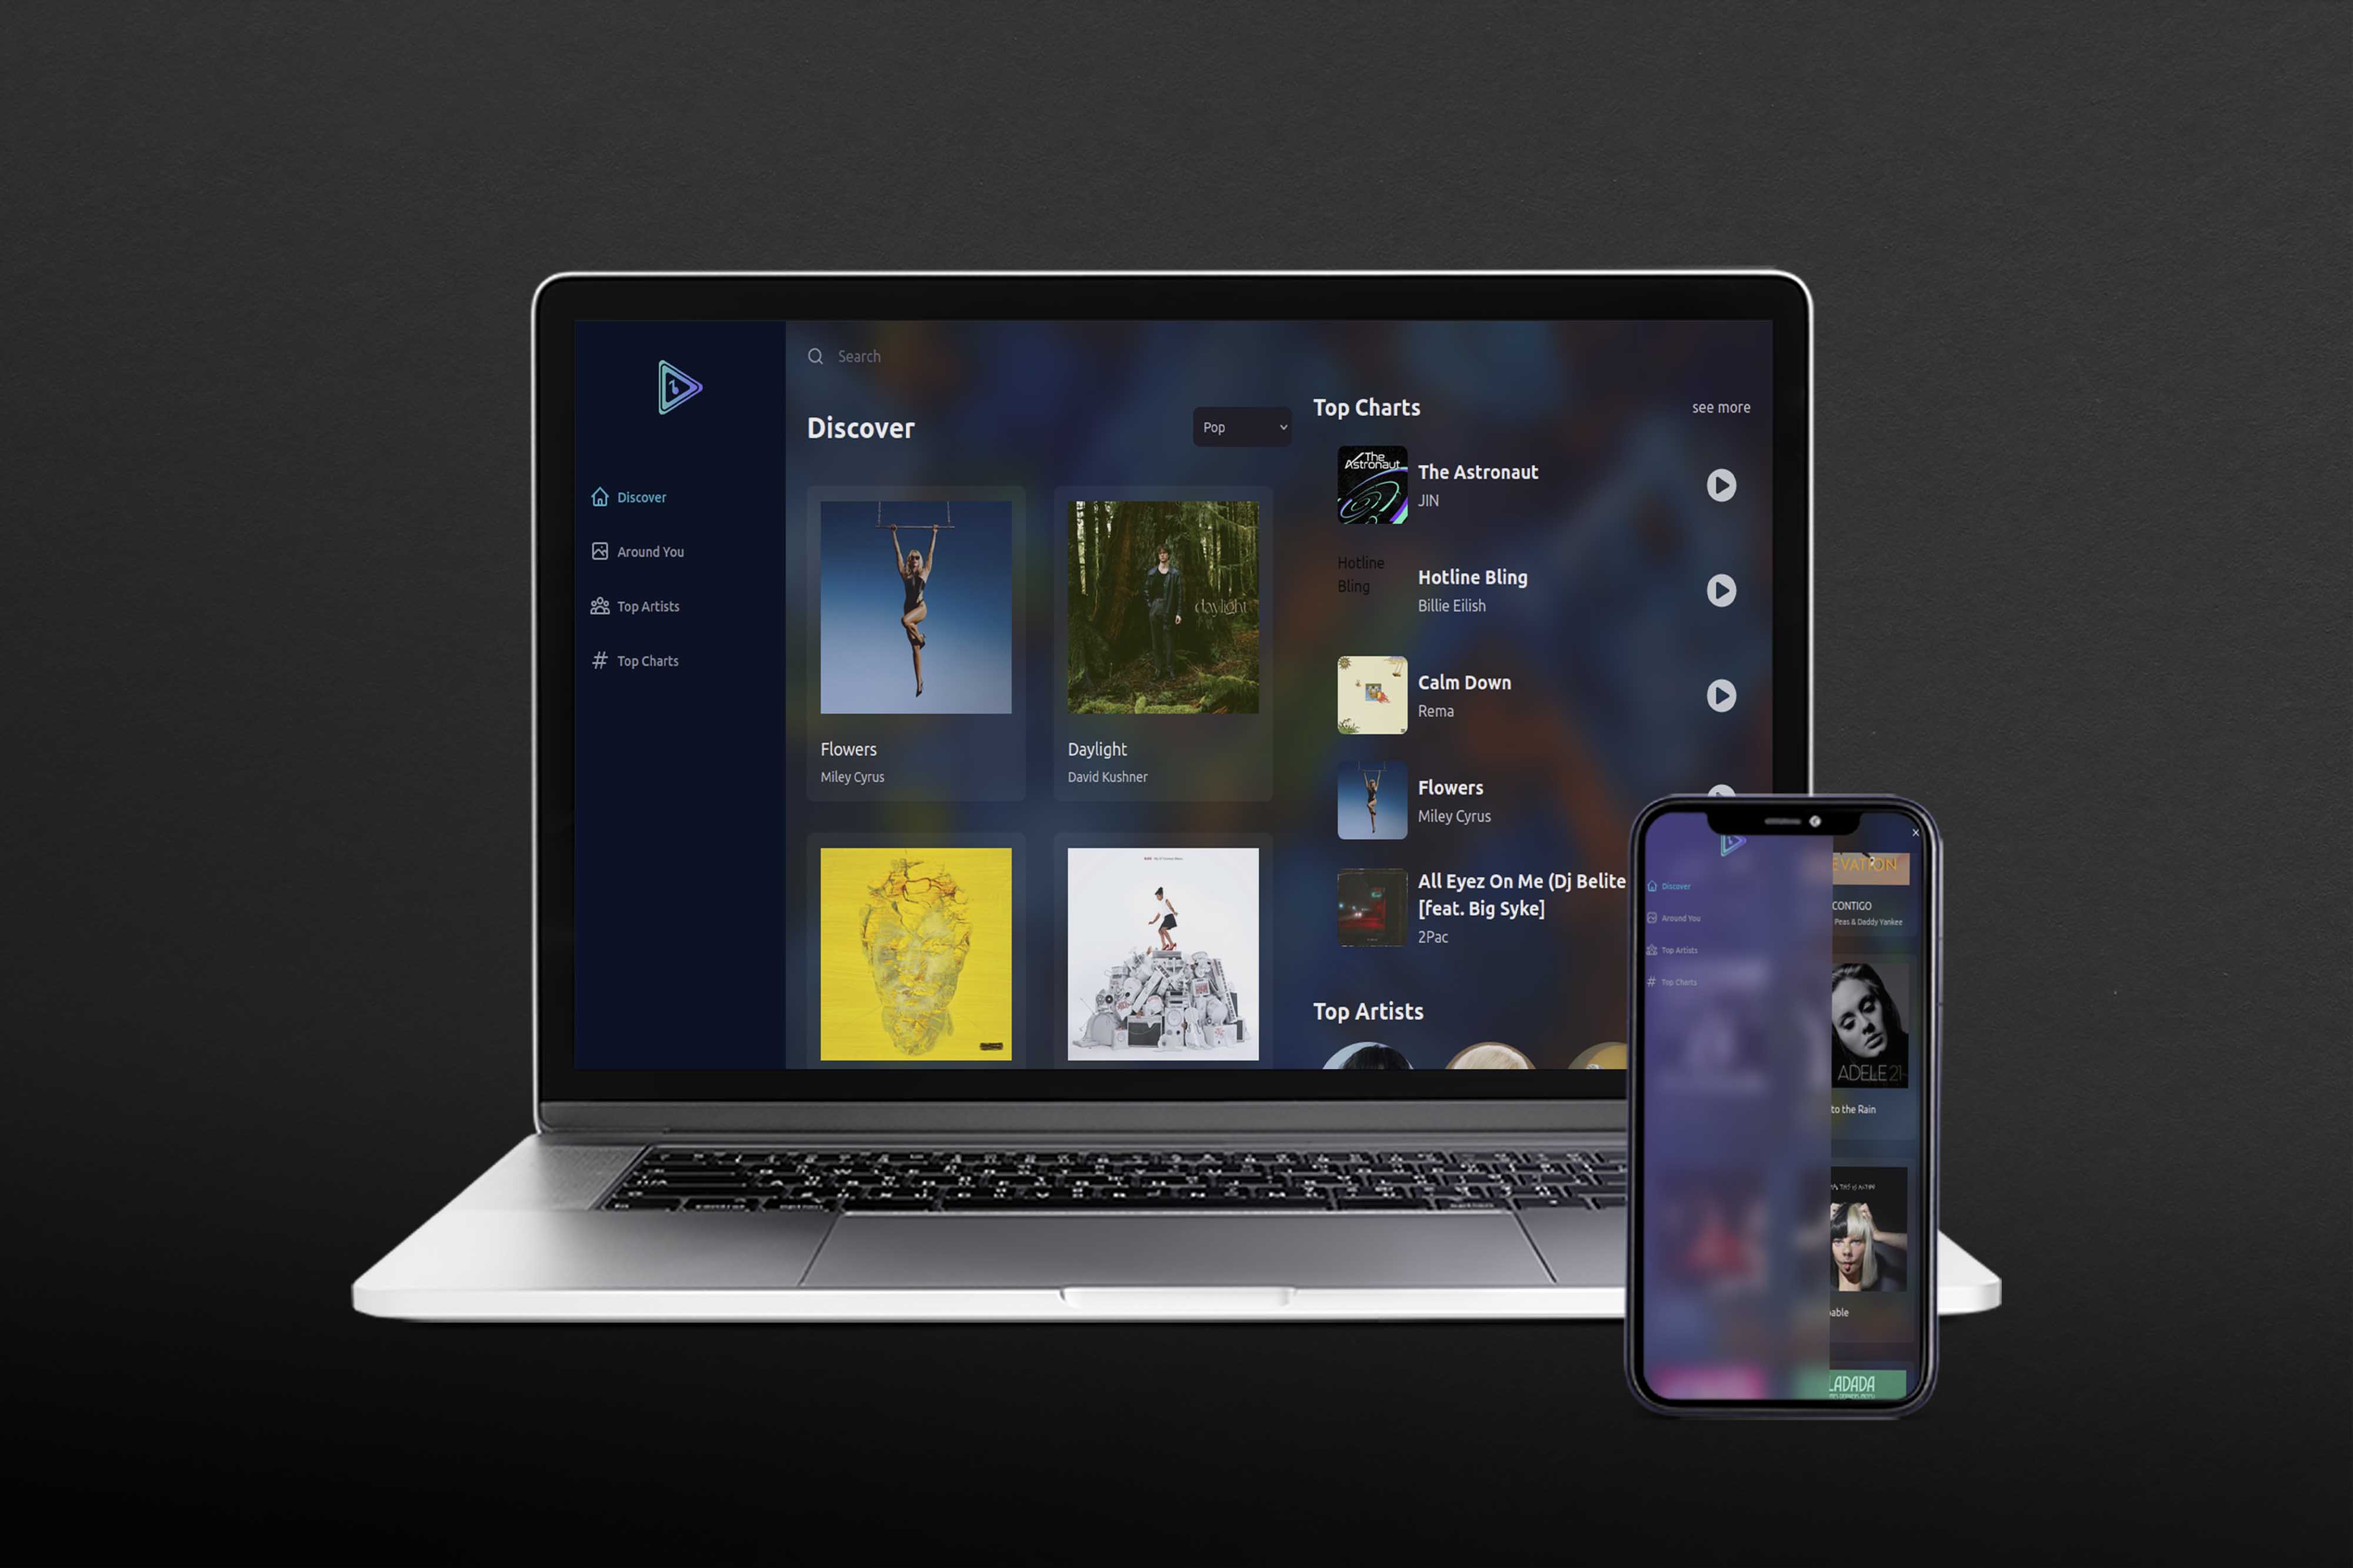 Search
Discover
Pop
Discover
Around You
Top Artists
Top Charts
daylight
Flowers
Miley Cyrus
Daylight
David Kushner
Top Charts
see more
The
Astronaut
The Astronaut
JIN
Hotline
Bling
Hotline Bling
Billie Eilish
Calm Down
Rema
Flowers
Miley Cyrus
All Eyez On Me (Dj Belite
[feat. Big Syke]
2Pac
Top Artists
Discover
Around You
Top Artists
Top Charts
EVATION
CONTIGO
Peas & Daddy Yankee
ADELE 21
to the Rain
THIS IS ACTING
able
LADADA